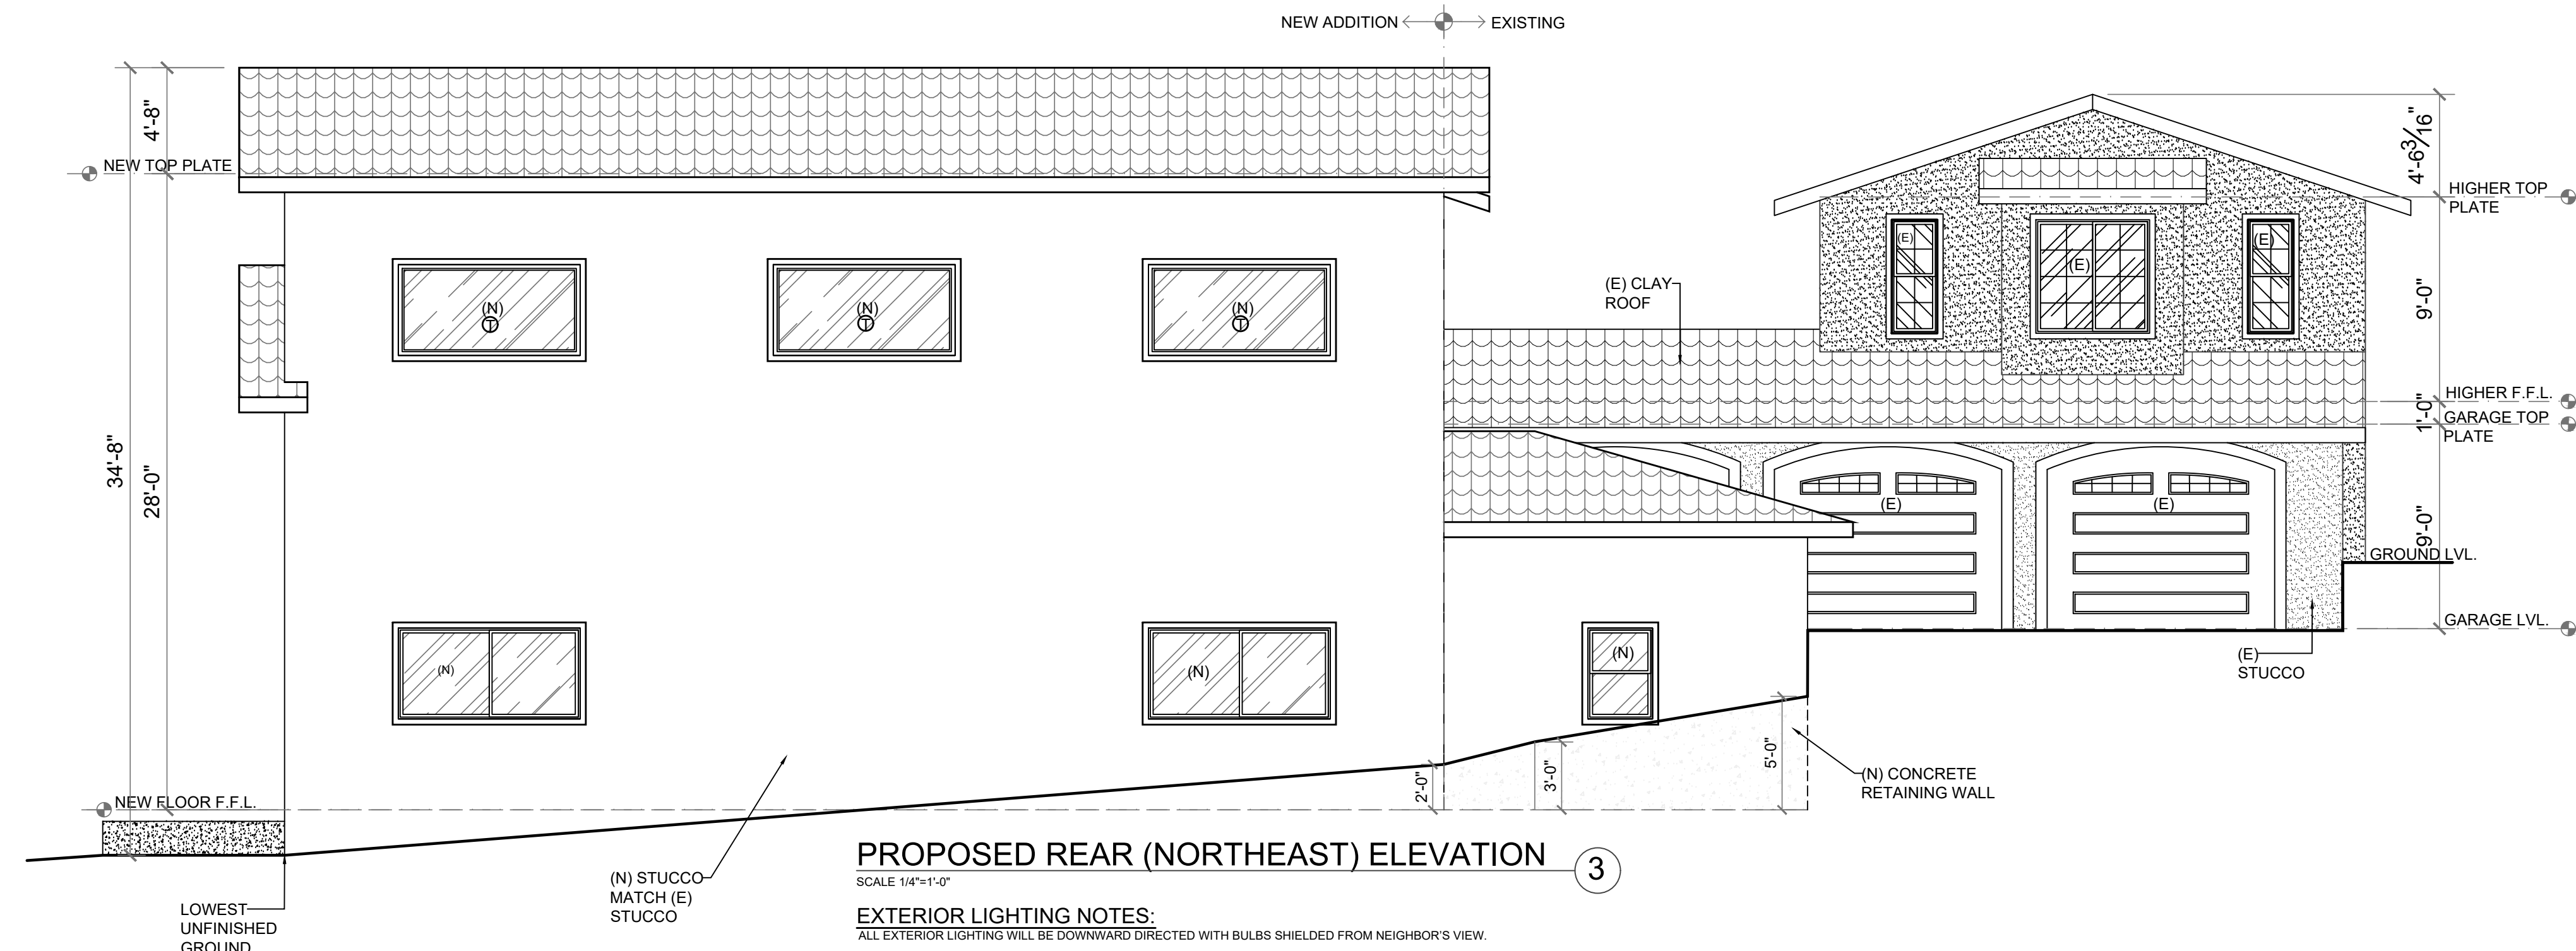 NEW ADDITION
EXISTING
4'-8"
NEW TOP PLATE
34'-8"
28'-0"
NEW FLOOR F.F.L.
LOWEST
UNFINISHED
GROUND
(N)
T
(N)
T
(N)
T
(N)
(N)
(N)
(N) STUCCO
MATCH (E)
STUCCO
(E) CLAY
ROOF
(E)
(E)
(E)
(E)
(E)
4'-6 3/16"
HIGHER TOP
PLATE
9'-0"
HIGHER F.F.L.
1'-0"
GARAGE TOP
PLATE
9'-0"
GROUND LVL.
GARAGE LVL.
(E)
STUCCO
2'-0"
3'-0"
5'-0"
(N) CONCRETE
RETAINING WALL
PROPOSED REAR (NORTHEAST) ELEVATION
3
SCALE 1/4"=1'-0"
EXTERIOR LIGHTING NOTES:
ALL EXTERIOR LIGHTING WILL BE DOWNWARD DIRECTED WITH BULBS SHIELDED FROM NEIGHBOR'S VIEW.